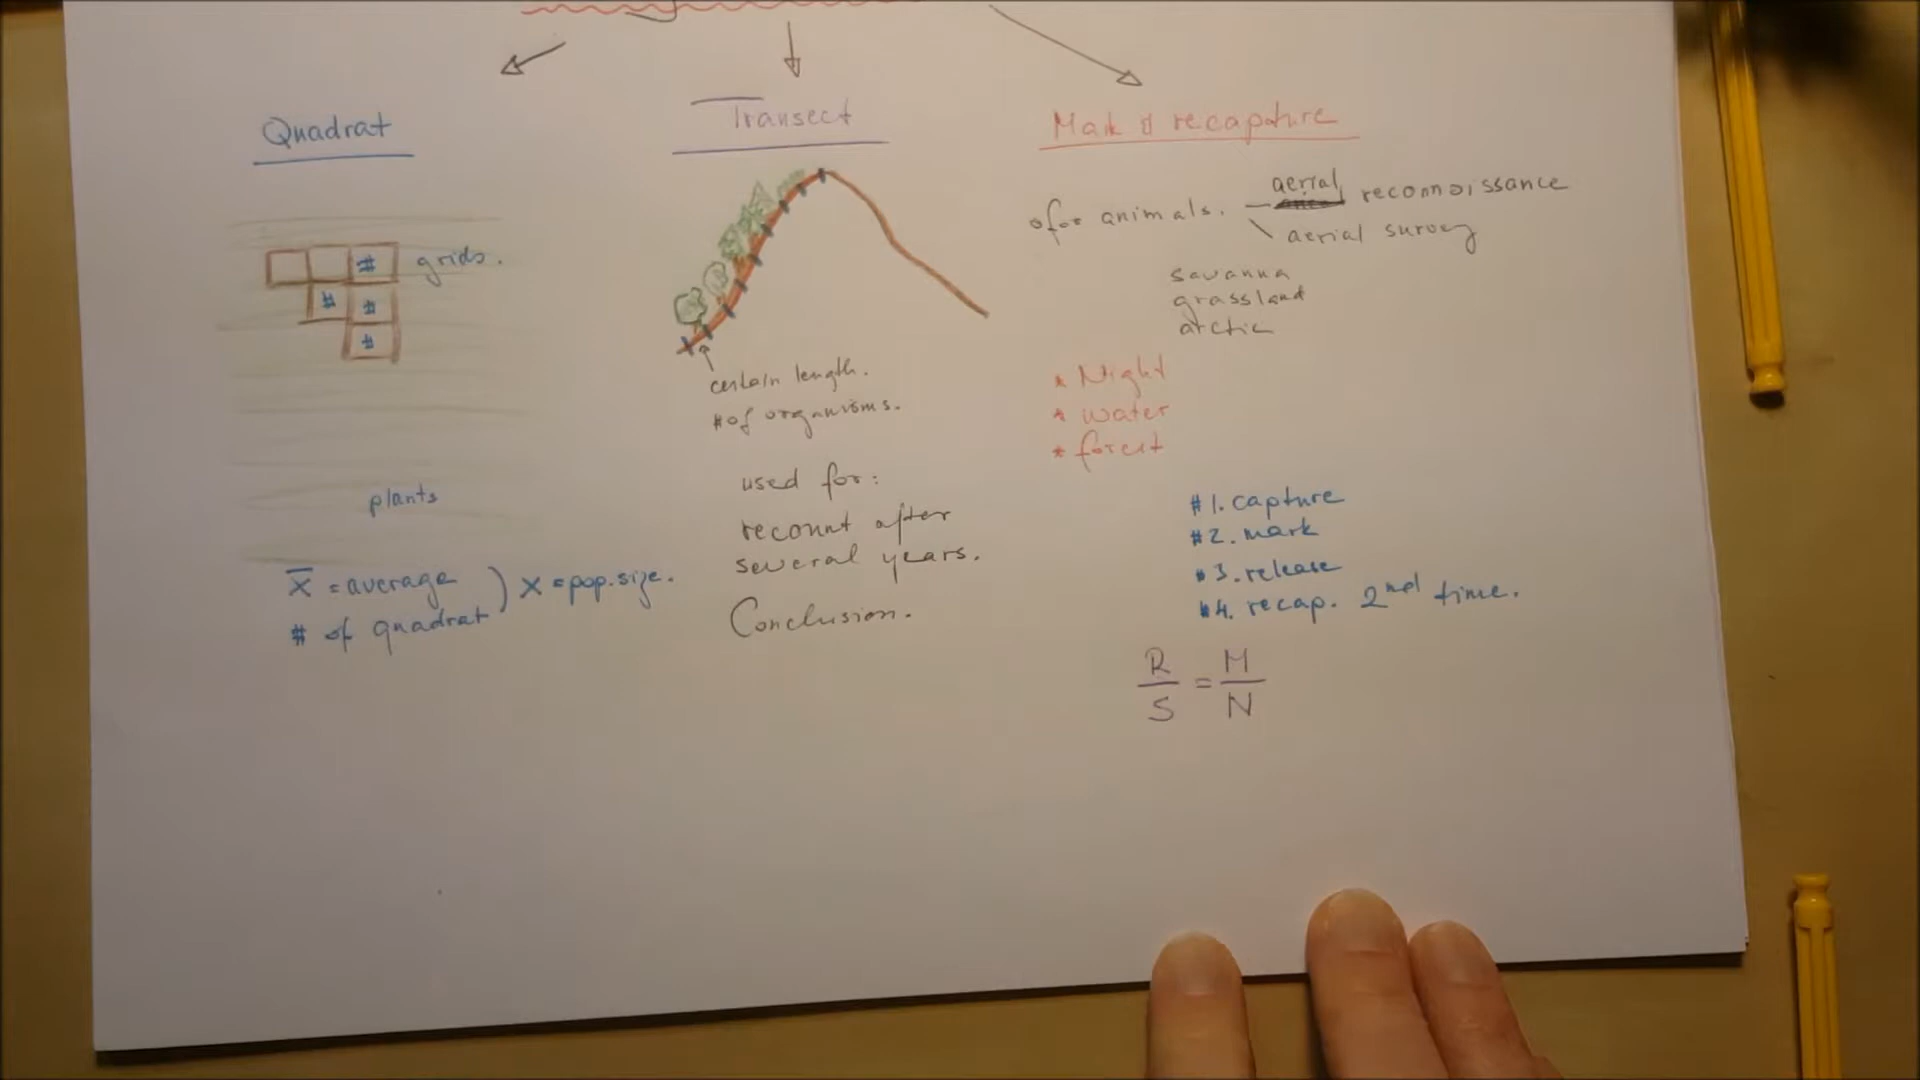 Quadrat
#
grids.
#
#
#
plants
x̄ = average ) x = pop. size.
# of quadrat
Transect
certain length.
# of organisms.
used for:
recount after
several years.
Conclusion.
Mark & recapature
for animals. — aerial reconnoissance
\ aerial survey
savanna
grassland
arctic
* Night
* water
* forest
#1. capture
#2. mark
#3. release
#4. recap. 2nd time.
R/S = M/N